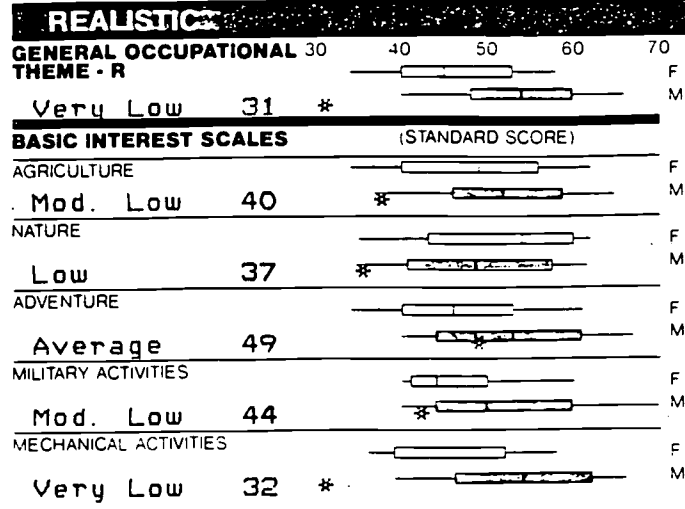 REALISTIC
GENERAL OCCUPATIONAL 30 40 50 60 70
THEME - R
F
M
Very Low 31 *
BASIC INTEREST SCALES (STANDARD SCORE)
AGRICULTURE F
M
Mod. Low 40 *
NATURE F
M
Low 37 *
ADVENTURE F
M
Average 49 *
MILITARY ACTIVITIES F
M
Mod. Low 44 *
MECHANICAL ACTIVITIES F
M
Very Low 32 *